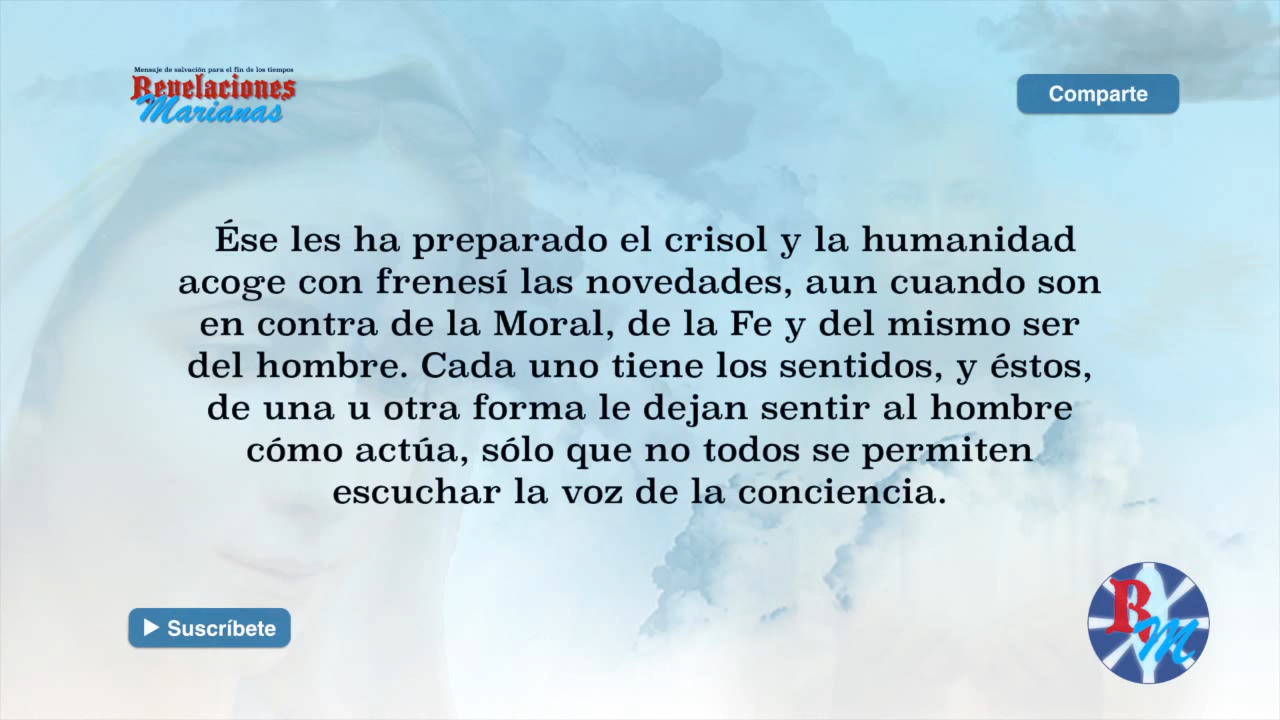 Mensaje de salvación para el fin de los tiempos
Revelaciones
Marianas
Comparte
Ése les ha preparado el crisol y la humanidad
acoge con frenesí las novedades, aun cuando son
en contra de la Moral, de la Fe y del mismo ser
del hombre. Cada uno tiene los sentidos, y éstos,
de una u otra forma le dejan sentir al hombre
cómo actúa, sólo que no todos se permiten
escuchar la voz de la conciencia.
Suscríbete
RM